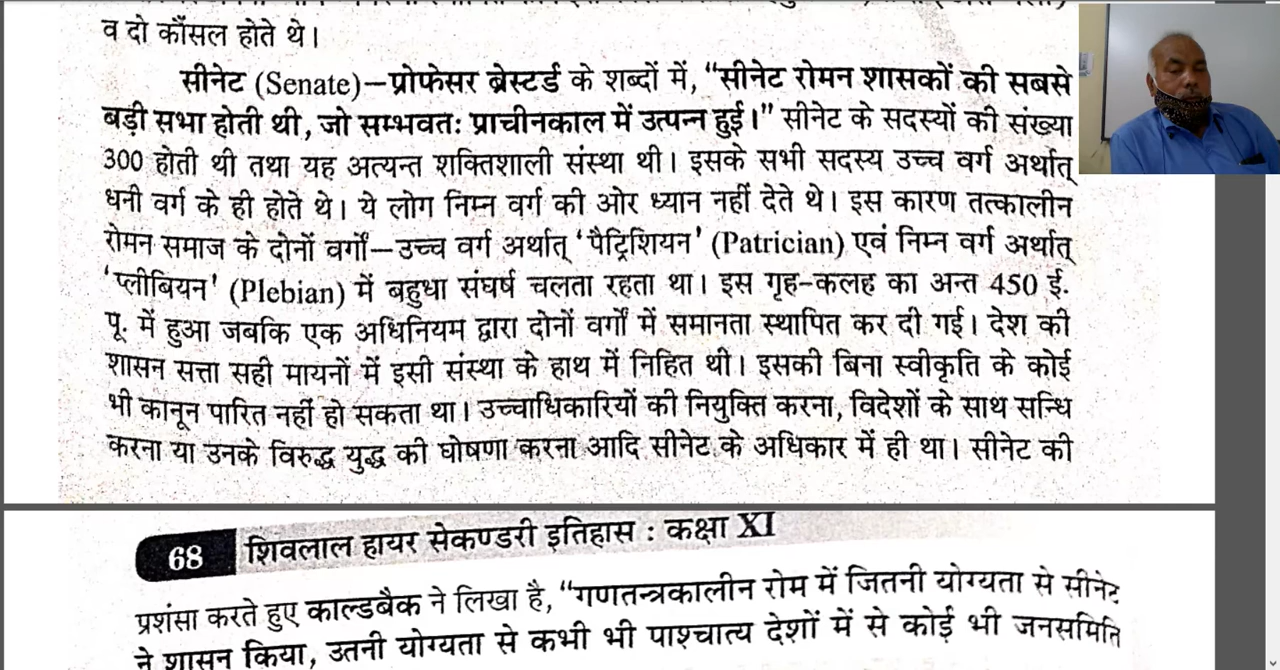 व दो कौंसल होते थे।
सीनेट (Senate)–प्रोफेसर ब्रेस्टर्ड के शब्दों में, “सीनेट रोमन शासकों की सबसे
बड़ी सभा होती थी, जो सम्भवतः प्राचीनकाल में उत्पन्न हुई।” सीनेट के सदस्यों की संख्या
300 होती थी तथा यह अत्यन्त शक्तिशाली संस्था थी। इसके सभी सदस्य उच्च वर्ग अर्थात्
धनी वर्ग के ही होते थे। ये लोग निम्न वर्ग की ओर ध्यान नहीं देते थे। इस कारण तत्कालीन
रोमन समाज के दोनों वर्गों–उच्च वर्ग अर्थात् ‘पैट्रिशियन’ (Patrician) एवं निम्न वर्ग अर्थात्
‘प्लीबियन’ (Plebian) में बहुधा संघर्ष चलता रहता था। इस गृह-कलह का अन्त 450 ई.
पू. में हुआ जबकि एक अधिनियम द्वारा दोनों वर्गों में समानता स्थापित कर दी गई। देश की
शासन सत्ता सही मायनों में इसी संस्था के हाथ में निहित थी। इसकी बिना स्वीकृति के कोई
भी कानून पारित नहीं हो सकता था। उच्चाधिकारियों की नियुक्ति करना, विदेशों के साथ सन्धि
करना या उनके विरुद्ध युद्ध की घोषणा करना आदि सीनेट के अधिकार में ही था। सीनेट की
68 शिवलाल हायर सेकण्डरी इतिहास : कक्षा XI
प्रशंसा करते हुए काल्डबैक ने लिखा है, “गणतन्त्रकालीन रोम में जितनी योग्यता से सीनेट
ने शासन किया, उतनी योग्यता से कभी भी पाश्चात्य देशों में से कोई भी जनसमिति